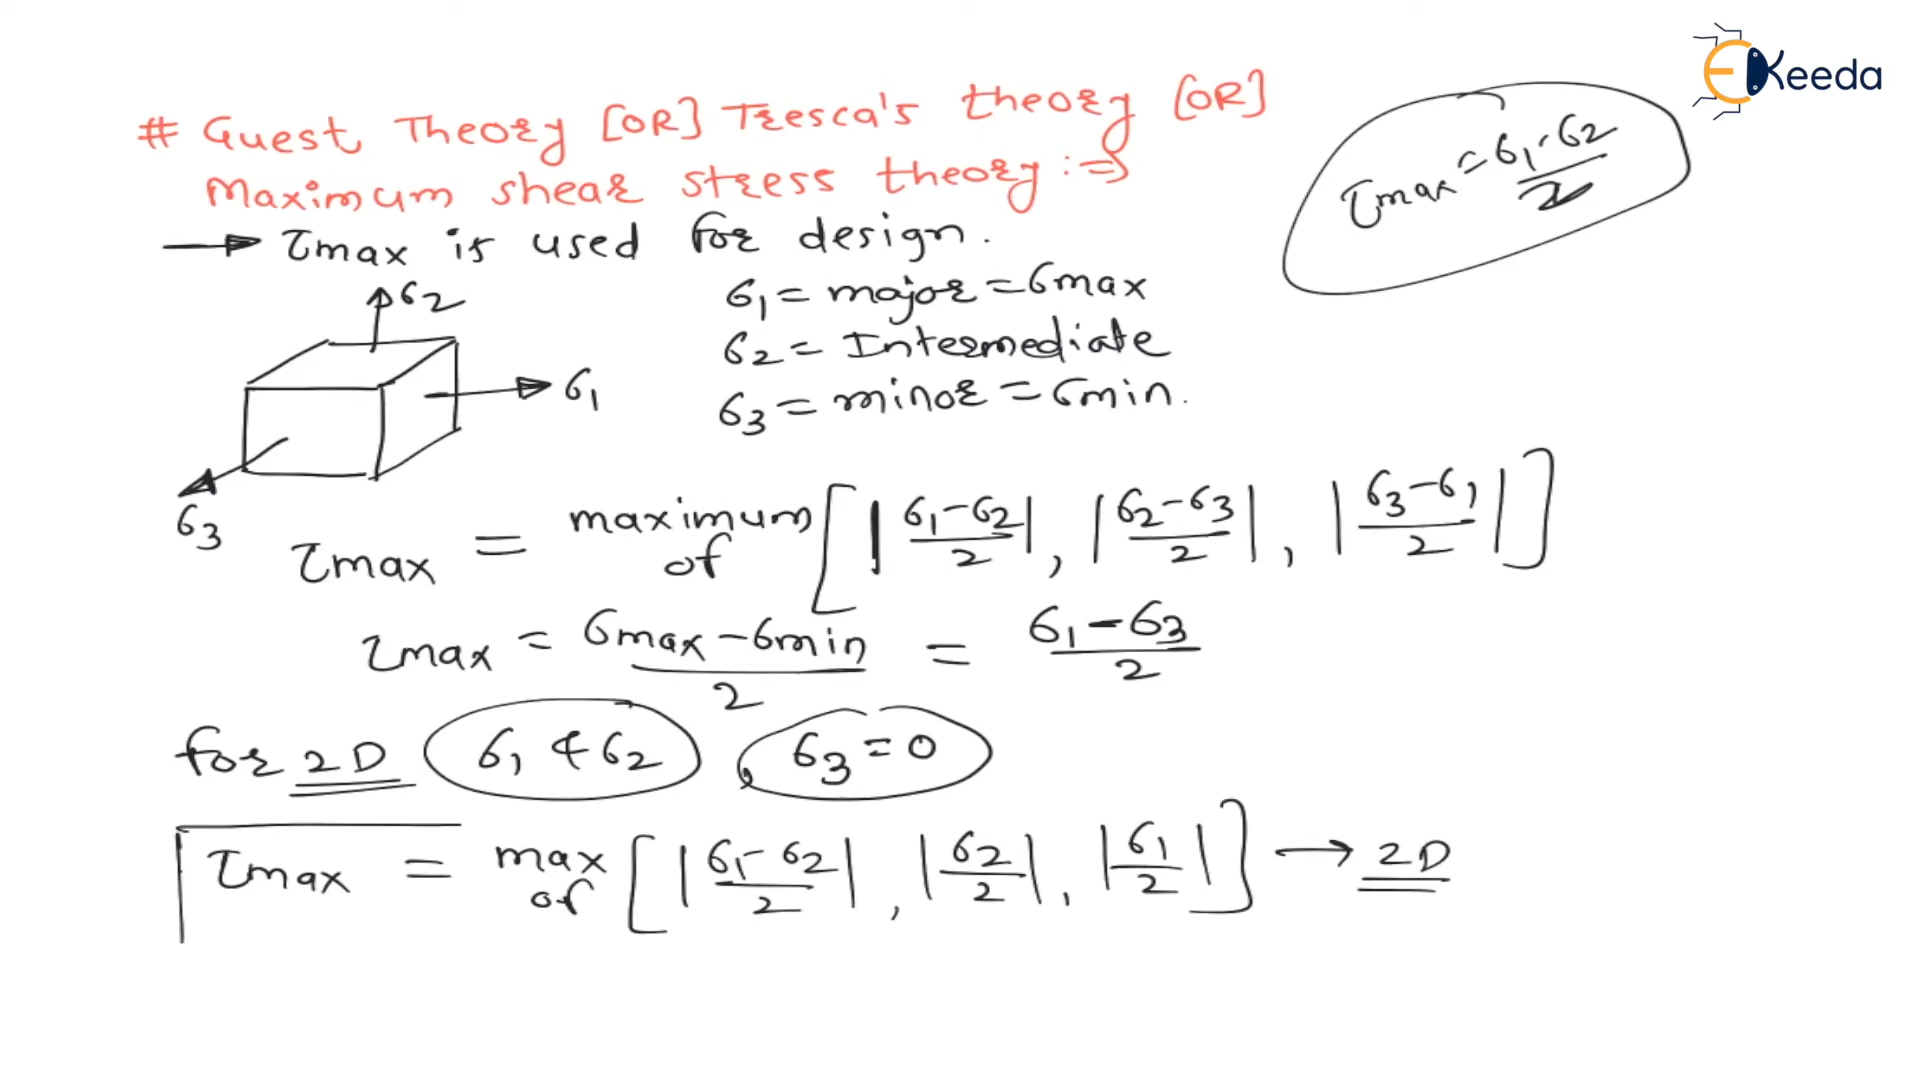 EKeeda
# Guest Theory [OR] Tresca's theory [OR]
Maximum shear stress theory :⇒
τmax = σ1-σ2/2
→ τmax is used for design.
σ2
σ1
σ3
σ1 = major = σmax
σ2 = Intermediate
σ3 = minor = σmin.
τmax = maximum of [|σ1-σ2/2|, |σ2-σ3/2|, |σ3-σ1/2|]
τmax = σmax-σmin/2 = σ1-σ3/2
for 2D σ1 & σ2, σ3=0
τmax = max of [|σ1-σ2/2|, |σ2/2|, |σ1/2|] → 2D